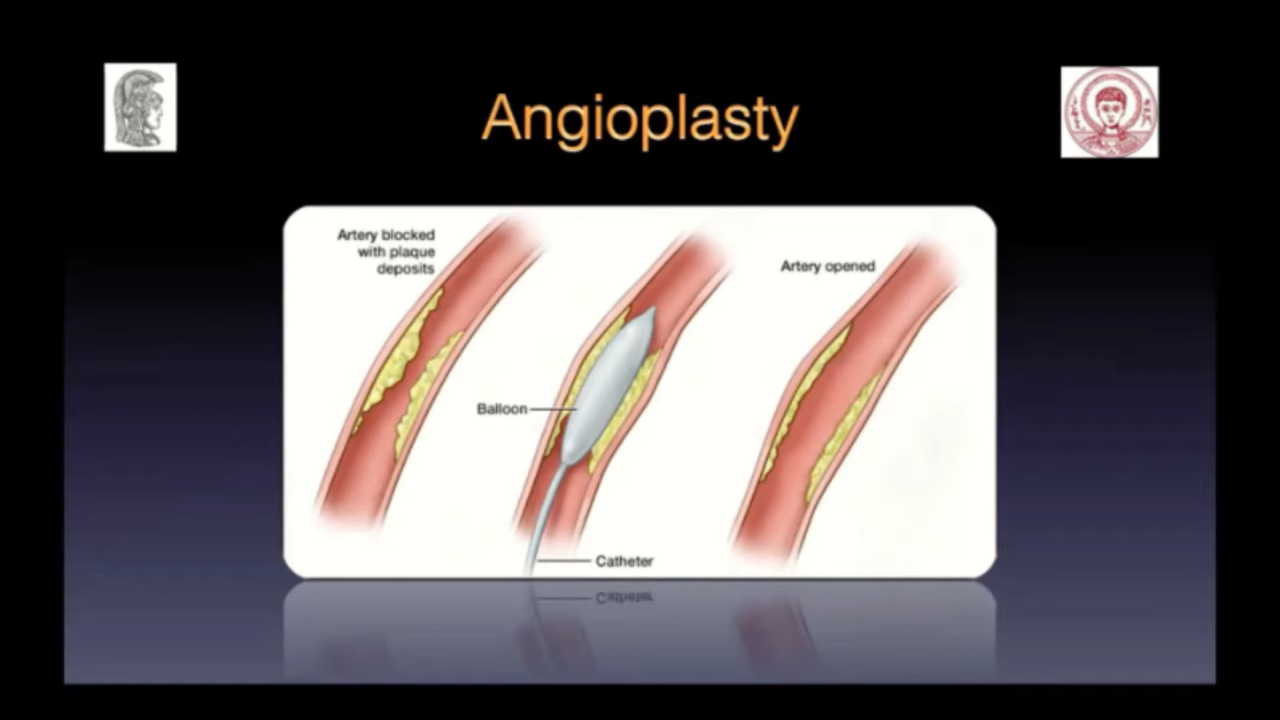 Angioplasty
Artery blocked
with plaque
deposits
Artery opened
Balloon
Catheter